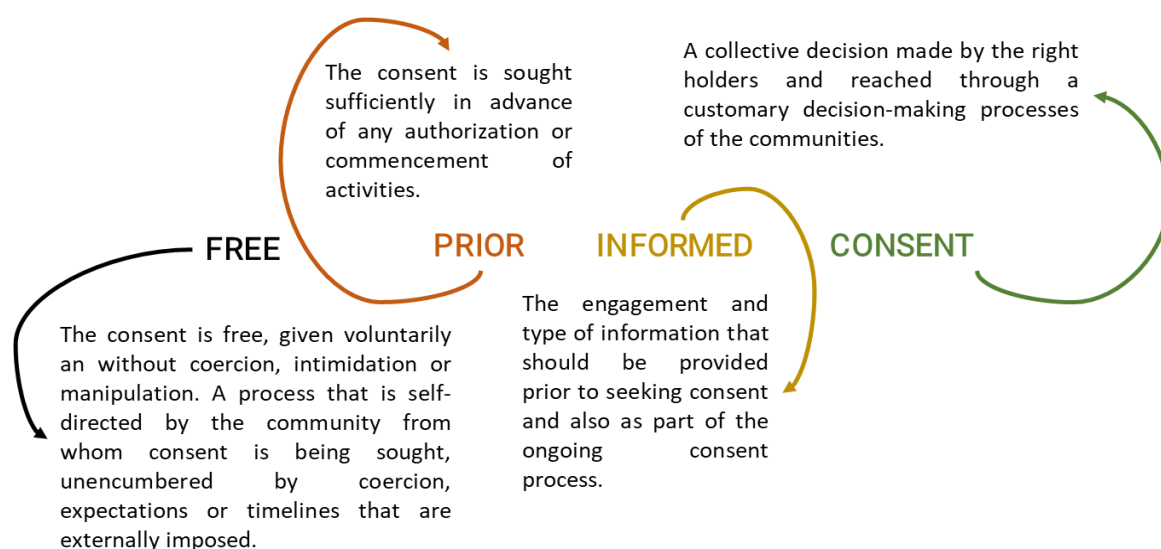 The consent is sought
sufficiently in advance
of any authorization or
commencement of
activities.
A collective decision made by the right
holders and reached through a
customary decision-making processes
of the communities.
FREE
PRIOR
INFORMED
CONSENT
The consent is free, given voluntarily
an without coercion, intimidation or
manipulation. A process that is self-
directed by the community from
whom consent is being sought,
unencumbered by coercion,
expectations or timelines that are
externally imposed.
The engagement and
type of information that
should be provided
prior to seeking consent
and also as part of the
ongoing consent
process.